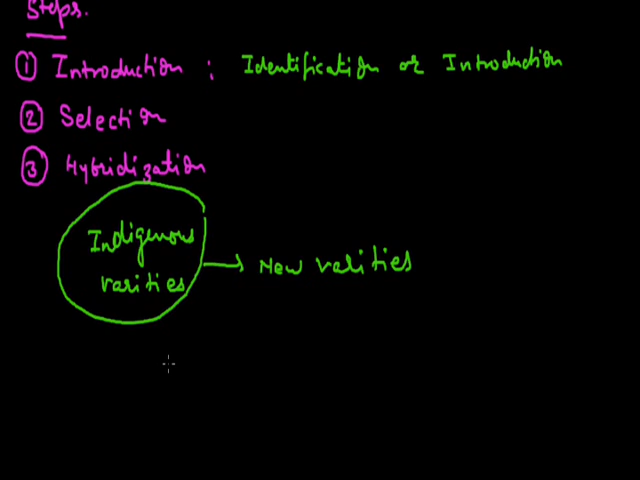 Steps.
① Introduction : Identification or Introduction
② Selection
③ Hybridization
Indigenous
varities → New varities